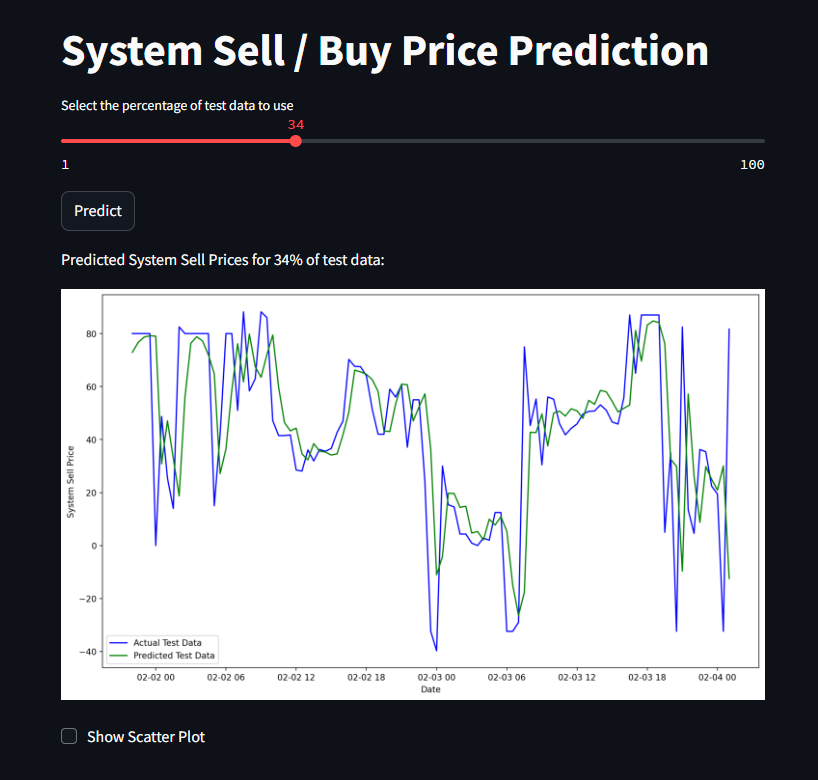 System Sell / Buy Price Prediction
Select the percentage of test data to use
34
1 100
Predict
Predicted System Sell Prices for 34% of test data:
80
60
40
20
0
−20
−40
System Sell Price
Actual Test Data
Predicted Test Data
02-02 00 02-02 06 02-02 12 02-02 18 02-03 00 02-03 06 02-03 12 02-03 18 02-04 00
Date
Show Scatter Plot